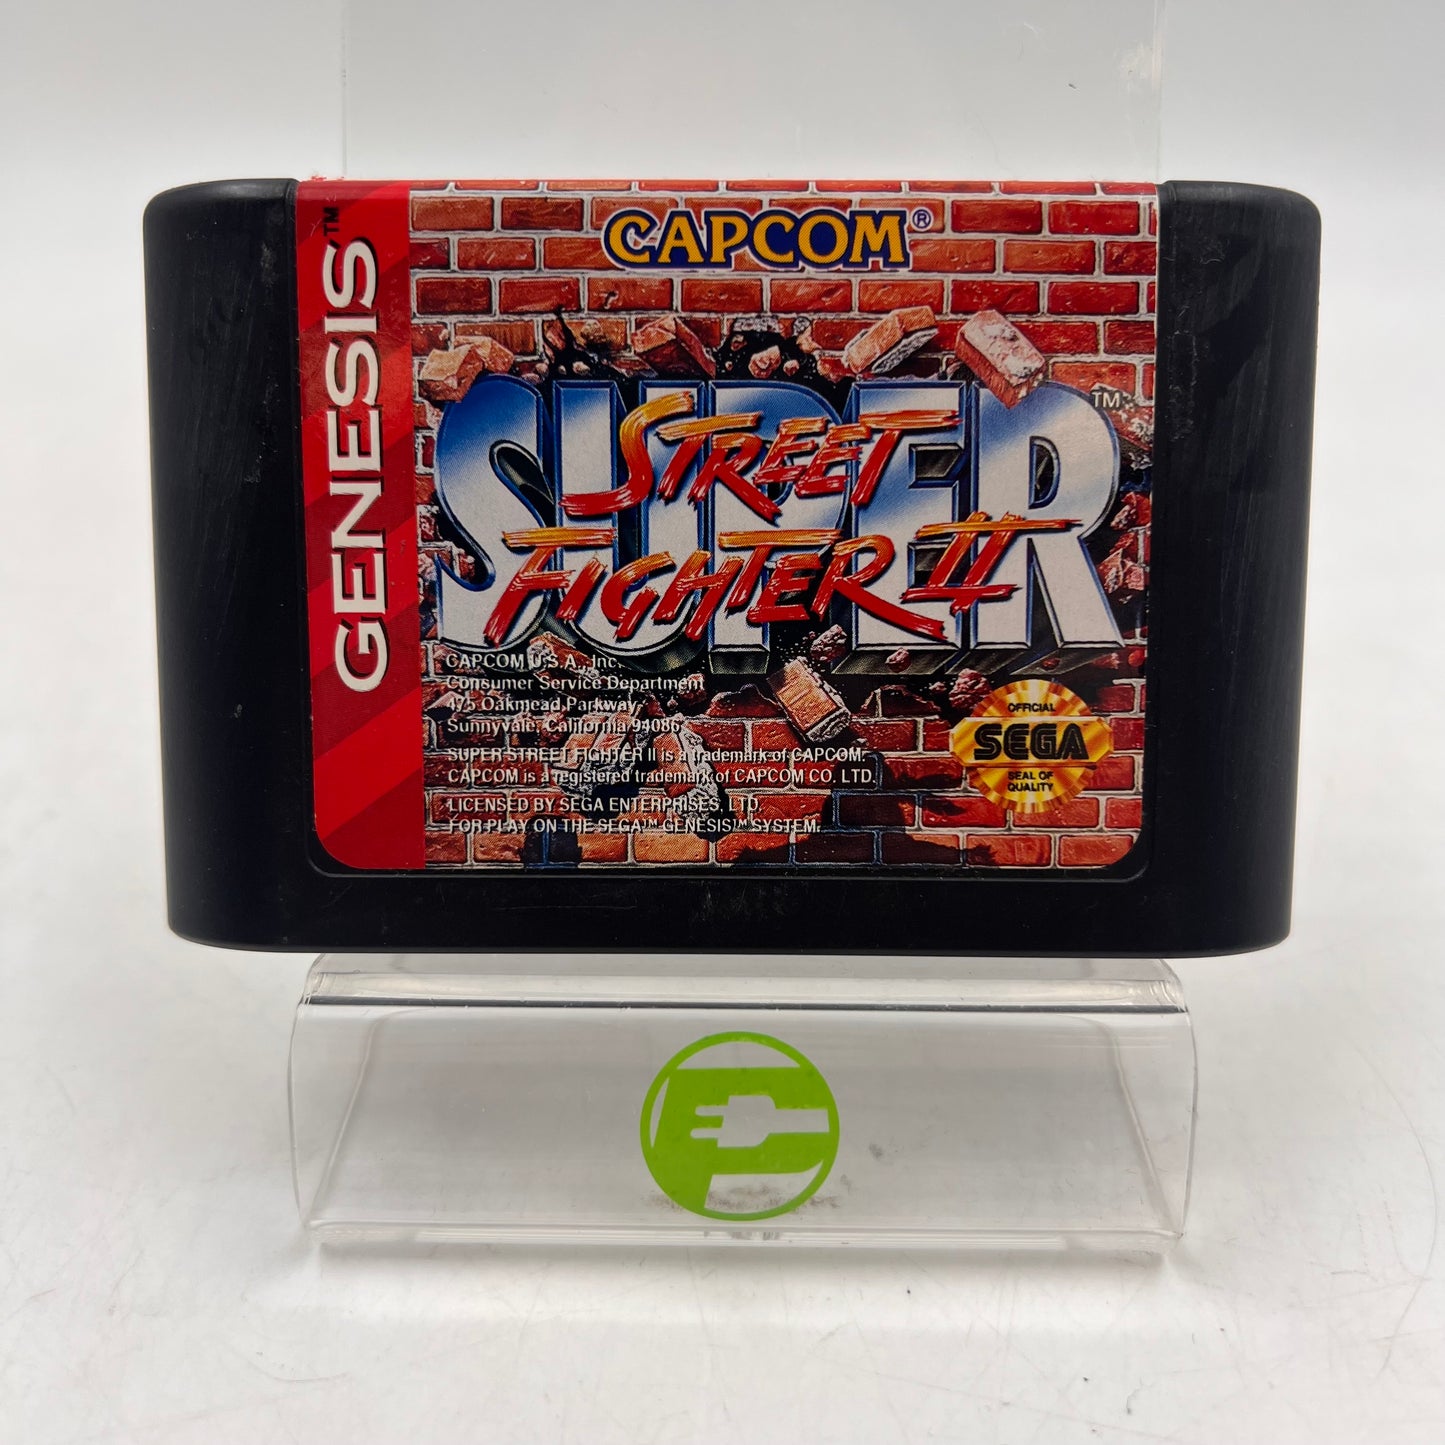 GENESIS™
CAPCOM®
SUPER ™
STREET
FIGHTER II
CAPCOM U.S.A., Inc.
Consumer Service Department
475 Oakmead Parkway
Sunnyvale, California 94086
SUPER STREET FIGHTER II is a trademark of CAPCOM.
CAPCOM is a registered trademark of CAPCOM CO. LTD.
LICENSED BY SEGA ENTERPRISES, LTD.
FOR PLAY ON THE SEGA™ GENESIS™ SYSTEM.
OFFICIAL
SEGA
SEAL OF
QUALITY